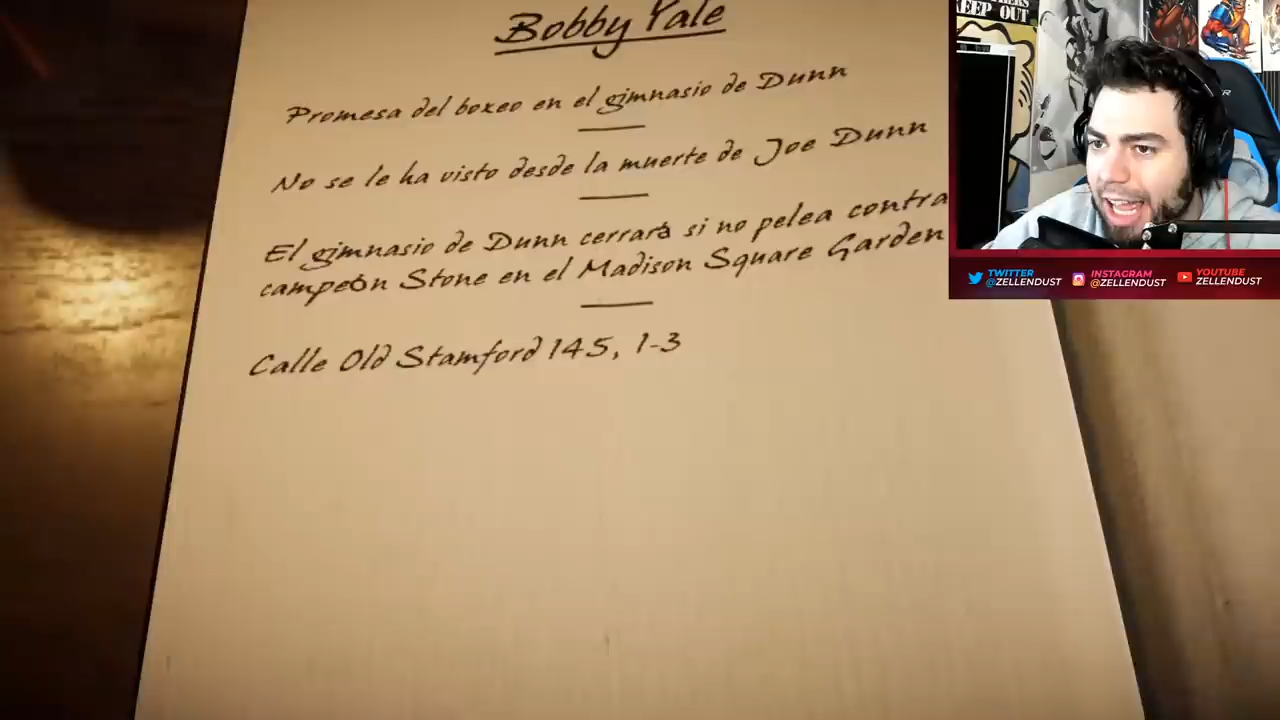 Bobby Yale
Promesa del boxeo en el gimnasio de Dunn
No se le ha visto desde la muerte de Joe Dunn
El gimnasio de Dunn cerrará si no pelea contra
campeón Stone en el Madison Square Garden
Calle Old Stamford 145, 1-3
KEEP OUT
TWITTER
@ZELLENDUST
INSTAGRAM
@ZELLENDUST
YOUTUBE
ZELLENDUST